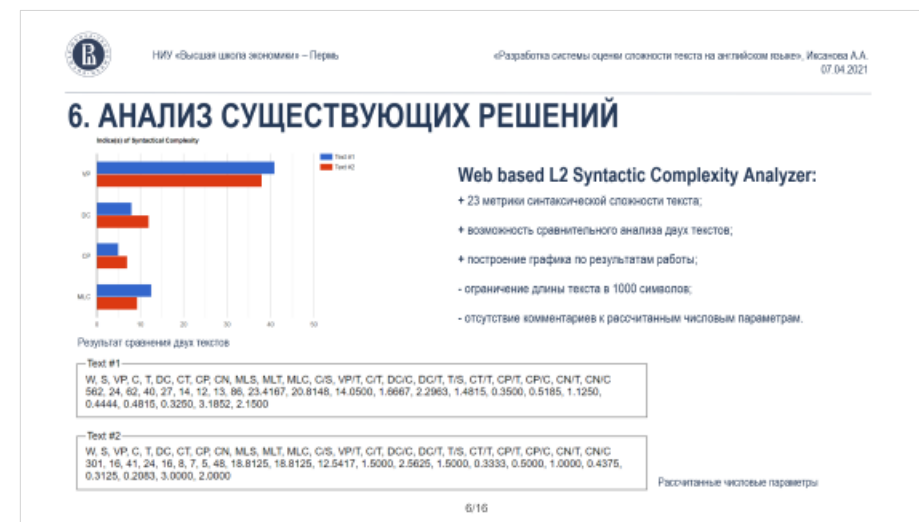 НИУ «Высшая школа экономики» – Пермь
«Разработка системы оценки сложности текста на английском языке», Иксанова А.А.
07.04.2021
6. АНАЛИЗ СУЩЕСТВУЮЩИХ РЕШЕНИЙ
Indice(s) of Syntactical Complexity
Text #1
Text #2
VP
DC
CP
MLC
0 10 20 30 40 50
Результат сравнения двух текстов
Web based L2 Syntactic Complexity Analyzer:
+ 23 метрики синтаксической сложности текста;
+ возможность сравнительного анализа двух текстов;
+ построение графика по результатам работы;
- ограничение длины текста в 1000 символов;
- отсутствие комментариев к рассчитанным числовым параметрам.
Text #1
W, S, VP, C, T, DC, CT, CP, CN, MLS, MLT, MLC, C/S, VP/T, C/T, DC/C, DC/T, T/S, CT/T, CP/T, CP/C, CN/T, CN/C
562, 24, 62, 40, 27, 14, 12, 13, 86, 23.4167, 20.8148, 14.0500, 1.6667, 2.2963, 1.4815, 0.3500, 0.5185, 1.1250,
0.4444, 0.4815, 0.3250, 3.1852, 2.1500
Text #2
W, S, VP, C, T, DC, CT, CP, CN, MLS, MLT, MLC, C/S, VP/T, C/T, DC/C, DC/T, T/S, CT/T, CP/T, CP/C, CN/T, CN/C
301, 16, 41, 24, 16, 8, 7, 5, 48, 18.8125, 18.8125, 12.5417, 1.5000, 2.5625, 1.5000, 0.3333, 0.5000, 1.0000, 0.4375,
0.3125, 0.2083, 3.0000, 2.0000
Рассчитанные числовые параметры
6/16